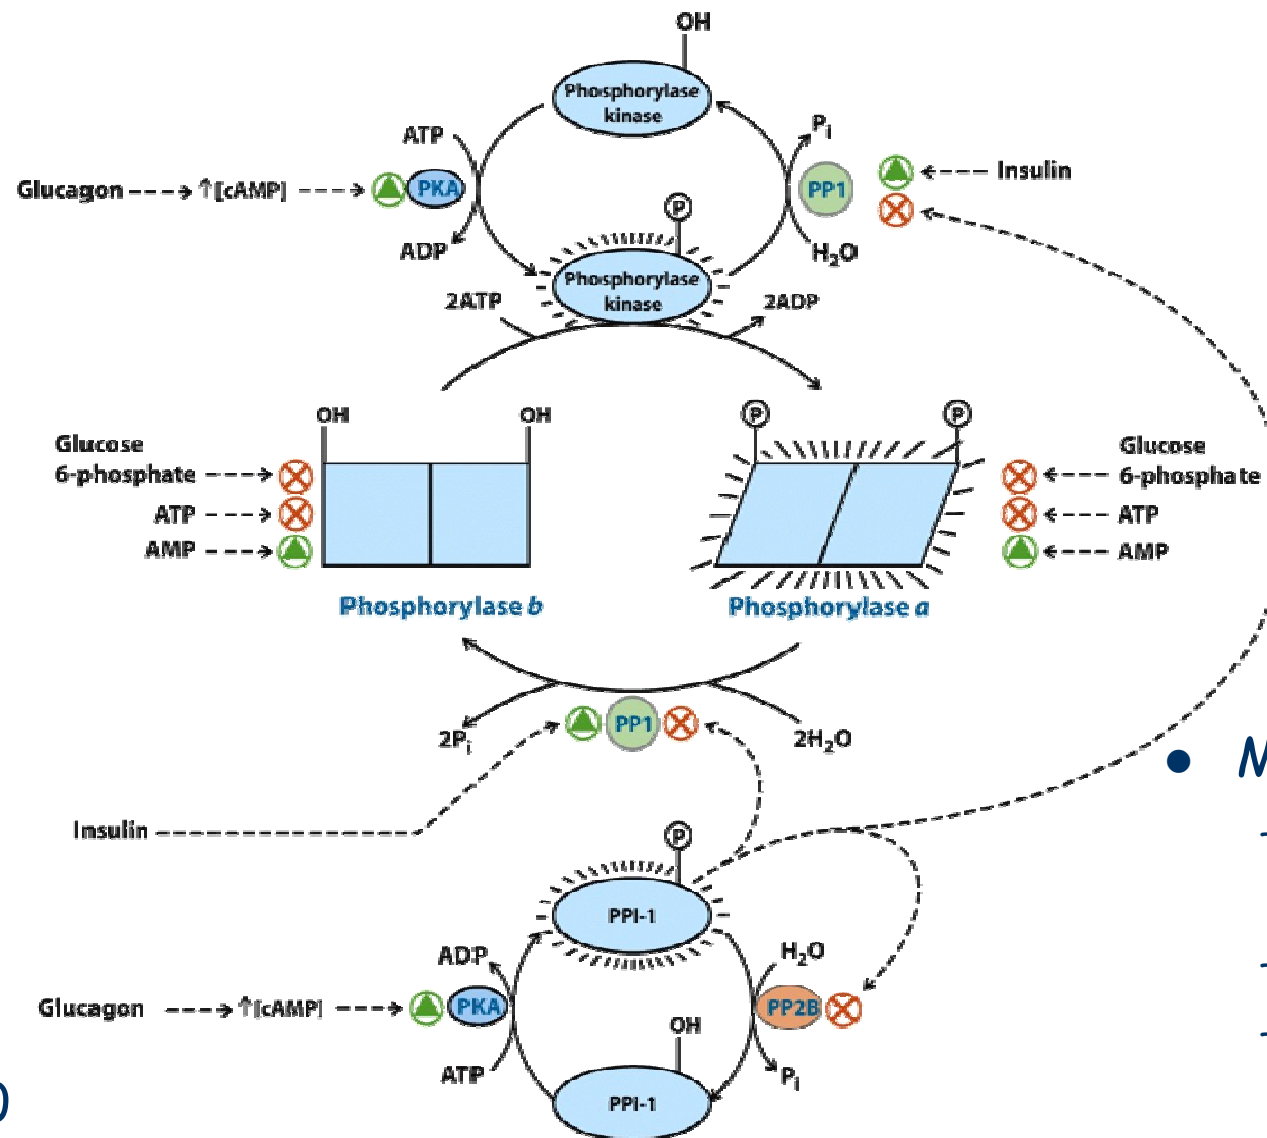 OH
Phosphorylase
kinase
ATP
Pᵢ
Glucagon ↑[cAMP] PKA PP1 Insulin
P
ADP H₂O
Phosphorylase
kinase
2ATP 2ADP
OH OH P P
Glucose
6-phosphate
ATP
AMP
Glucose
6-phosphate
ATP
AMP
Phosphorylase b Phosphorylase a
2Pᵢ PP1 2H₂O
M
Insulin
P
PPI-1
ADP H₂O
Glucagon ↑[cAMP] PKA PP2B
OH
ATP Pᵢ
PPI-1